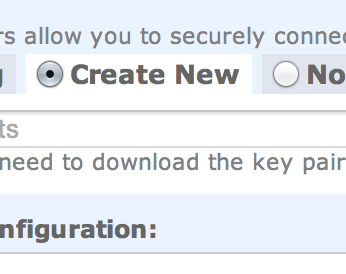 rs allow you to securely connec
g Create New No
ts
need to download the key pair
nfiguration: